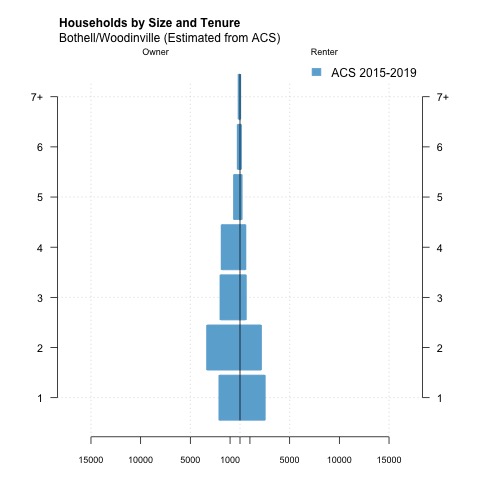 Households by Size and Tenure
Bothell/Woodinville (Estimated from ACS)
Owner Renter
ACS 2015-2019
7+ 7+
6 6
5 5
4 4
3 3
2 2
1 1
15000 10000 5000 1000 5000 10000 15000